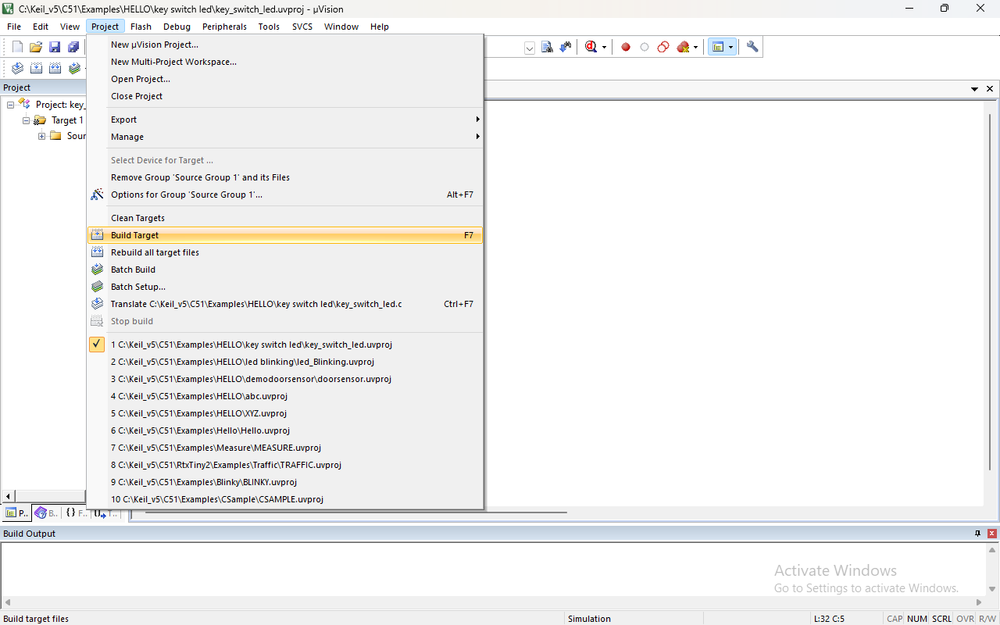 C:\Keil_v5\C51\Examples\HELLO\key switch led\key_switch_led.uvproj - µVision
File Edit View Project Flash Debug Peripherals Tools SVCS Window Help
Project
Project: key_
Target 1
Sour
New µVision Project...
New Multi-Project Workspace...
Open Project...
Close Project
Export
Manage
Select Device for Target ...
Remove Group 'Source Group 1' and its Files
Options for Group 'Source Group 1'... Alt+F7
Clean Targets
Build Target F7
Rebuild all target files
Batch Build
Batch Setup...
Translate C:\Keil_v5\C51\Examples\HELLO\key switch led\key_switch_led.c Ctrl+F7
Stop build
1 C:\Keil_v5\C51\Examples\HELLO\key switch led\key_switch_led.uvproj
2 C:\Keil_v5\C51\Examples\HELLO\led blinking\led_Blinking.uvproj
3 C:\Keil_v5\C51\Examples\HELLO\demodoorsensor\doorsensor.uvproj
4 C:\Keil_v5\C51\Examples\HELLO\abc.uvproj
5 C:\Keil_v5\C51\Examples\HELLO\XYZ.uvproj
6 C:\Keil_v5\C51\Examples\Hello\Hello.uvproj
7 C:\Keil_v5\C51\Examples\Measure\MEASURE.uvproj
8 C:\Keil_v5\C51\RtxTiny2\Examples\Traffic\TRAFFIC.uvproj
9 C:\Keil_v5\C51\Examples\Blinky\BLINKY.uvproj
10 C:\Keil_v5\C51\Examples\CSample\CSAMPLE.uvproj
P.. B.. {} F.. T..
Build Output
Activate Windows
Go to Settings to activate Windows.
Build target files Simulation L:32 C:5 CAP NUM SCRL OVR R/W